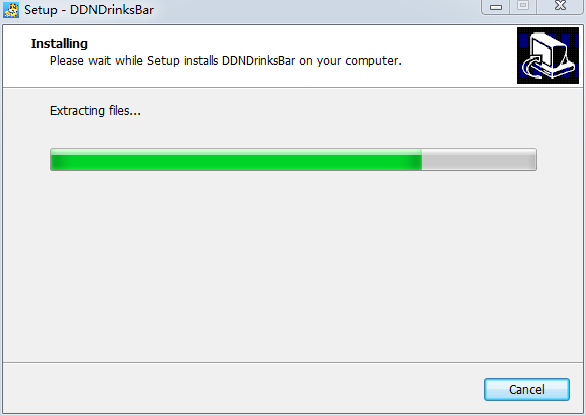 Setup - DDNDrinksBar
Installing
Please wait while Setup installs DDNDrinksBar on your computer.
Extracting files...
Cancel